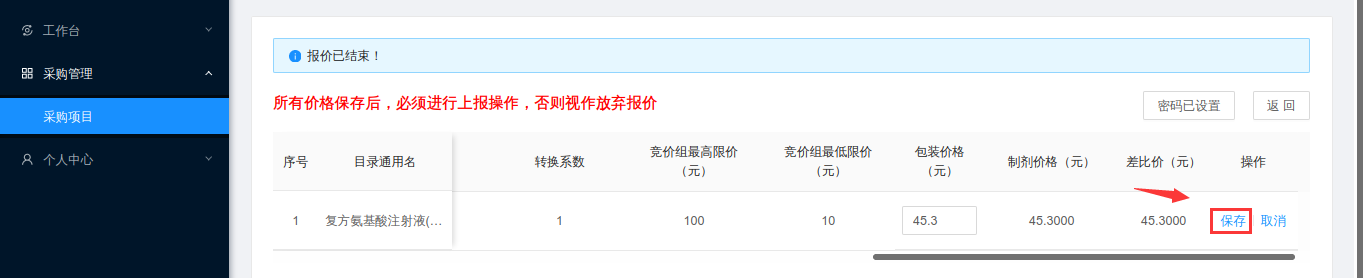 工作台
采购管理
采购项目
个人中心
报价已结束！
所有价格保存后，必须进行上报操作，否则视作放弃报价
密码已设置
返 回
序号
目录通用名
转换系数
竞价组最高限价
（元）
竞价组最低限价
（元）
包装价格
（元）
制剂价格（元）
差比价（元）
操作
1
复方氨基酸注射液(…
1
100
10
45.3
45.3000
45.3000
保存
取消